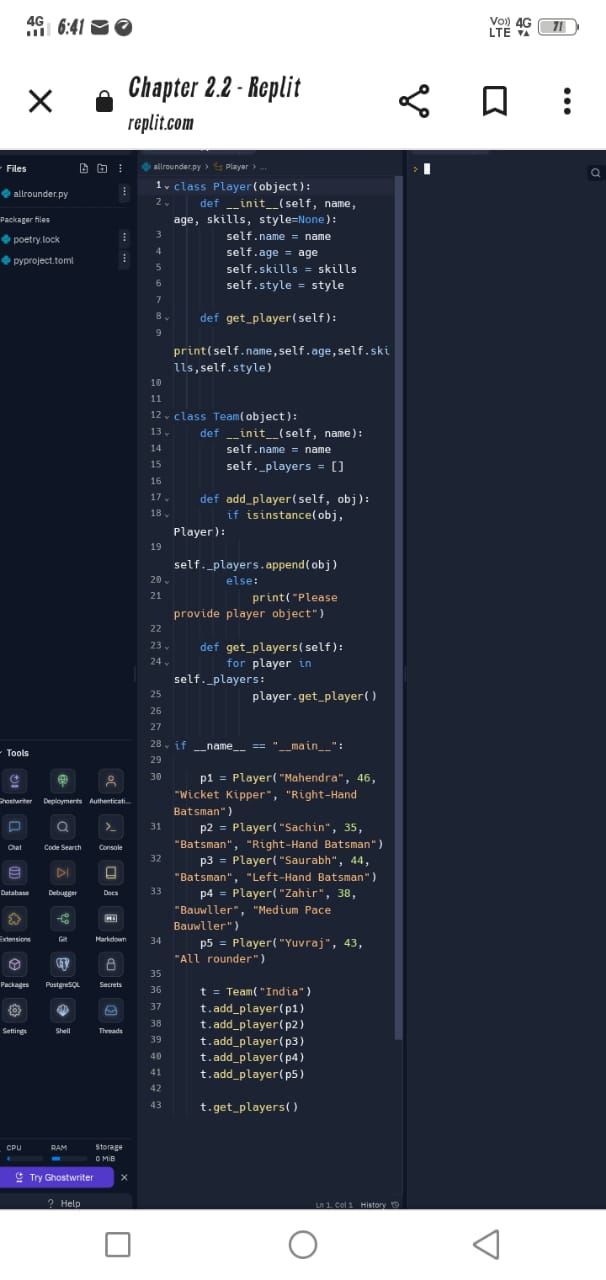 4G 6:41 Vo)) LTE 4G 71
Chapter 2.2 - Replit
replit.com
Files
allrounder.py
Packager files
poetry.lock
pyproject.toml
allrounder.py > Player > ...
1 class Player(object):
2 def __init__(self, name,
age, skills, style=None):
3 self.name = name
4 self.age = age
5 self.skills = skills
6 self.style = style
7
8 def get_player(self):
9
print(self.name,self.age,self.ski
lls,self.style)
10
11
12 class Team(object):
13 def __init__(self, name):
14 self.name = name
15 self._players = []
16
17 def add_player(self, obj):
18 if isinstance(obj,
Player):
19
self._players.append(obj)
20 else:
21 print("Please
provide player object")
22
23 def get_players(self):
24 for player in
self._players:
25 player.get_player()
26
27
28 if __name__ == "__main__":
29
30 p1 = Player("Mahendra", 46,
"Wicket Kipper", "Right-Hand
Batsman")
31 p2 = Player("Sachin", 35,
"Batsman", "Right-Hand Batsman")
32 p3 = Player("Saurabh", 44,
"Batsman", "Left-Hand Batsman")
33 p4 = Player("Zahir", 38,
"Bauwller", "Medium Pace
Bauwller")
34 p5 = Player("Yuvraj", 43,
"All rounder")
35
36 t = Team("India")
37 t.add_player(p1)
38 t.add_player(p2)
39 t.add_player(p3)
40 t.add_player(p4)
41 t.add_player(p5)
42
43 t.get_players()
Ln 1, Col 1 History
>
Tools
Ghostwriter Deployments Authenticati...
Chat Code Search Console
Database Debugger Docs
Extensions Git Markdown
Packages PostgreSQL Secrets
Settings Shell Threads
CPU RAM Storage
0 MiB
Try Ghostwriter ×
? Help